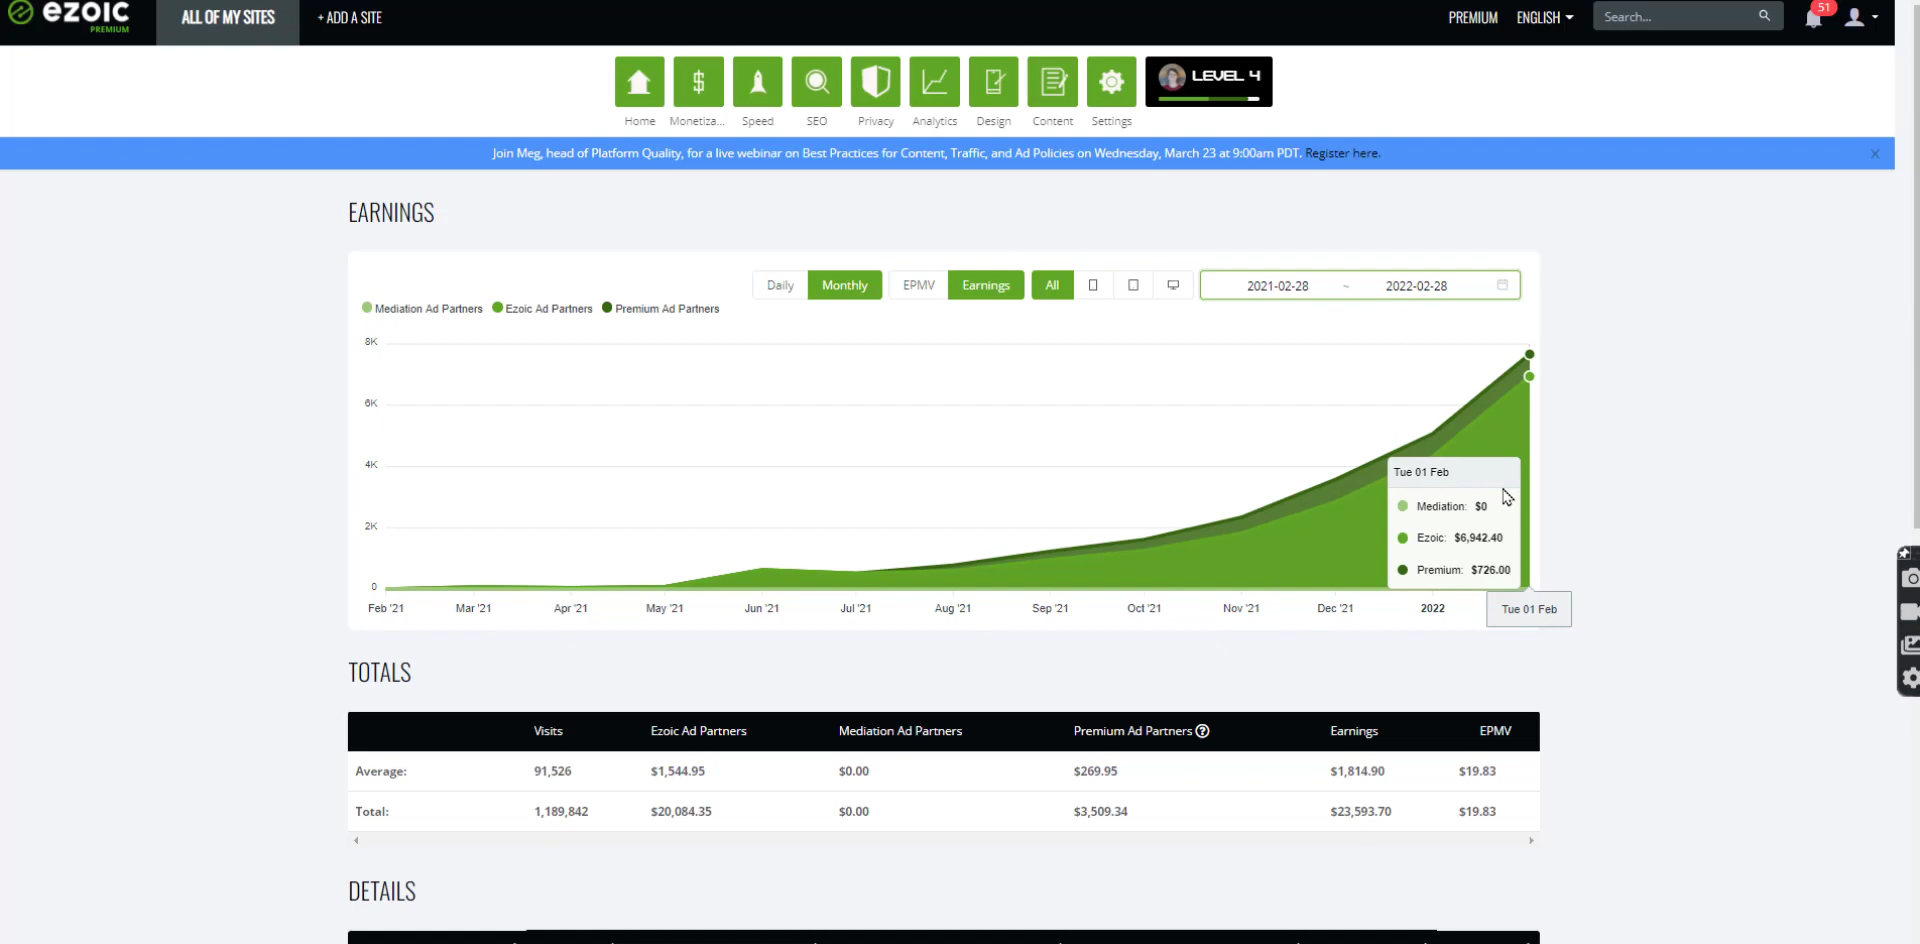 ezoic
PREMIUM
ALL OF MY SITES
+ ADD A SITE
PREMIUM
ENGLISH
Search...
51
Home
Monetiza...
Speed
SEO
Privacy
Analytics
Design
Content
Settings
LEVEL 4
Join Meg, head of Platform Quality, for a live webinar on Best Practices for Content, Traffic, and Ad Policies on Wednesday, March 23 at 9:00am PDT. Register here.
EARNINGS
Daily
Monthly
EPMV
Earnings
All
2021-02-28 ~ 2022-02-28
Mediation Ad Partners
Ezoic Ad Partners
Premium Ad Partners
8K
6K
4K
2K
0
Tue 01 Feb
Mediation: $0
Ezoic: $6,942.40
Premium: $726.00
Feb '21
Mar '21
Apr '21
May '21
Jun '21
Jul '21
Aug '21
Sep '21
Oct '21
Nov '21
Dec '21
2022
Tue 01 Feb
TOTALS
Visits Ezoic Ad Partners Mediation Ad Partners Premium Ad Partners Earnings EPMV
Average: 91,526 $1,544.95 $0.00 $269.95 $1,814.90 $19.83
Total: 1,189,842 $20,084.35 $0.00 $3,509.34 $23,593.70 $19.83
DETAILS